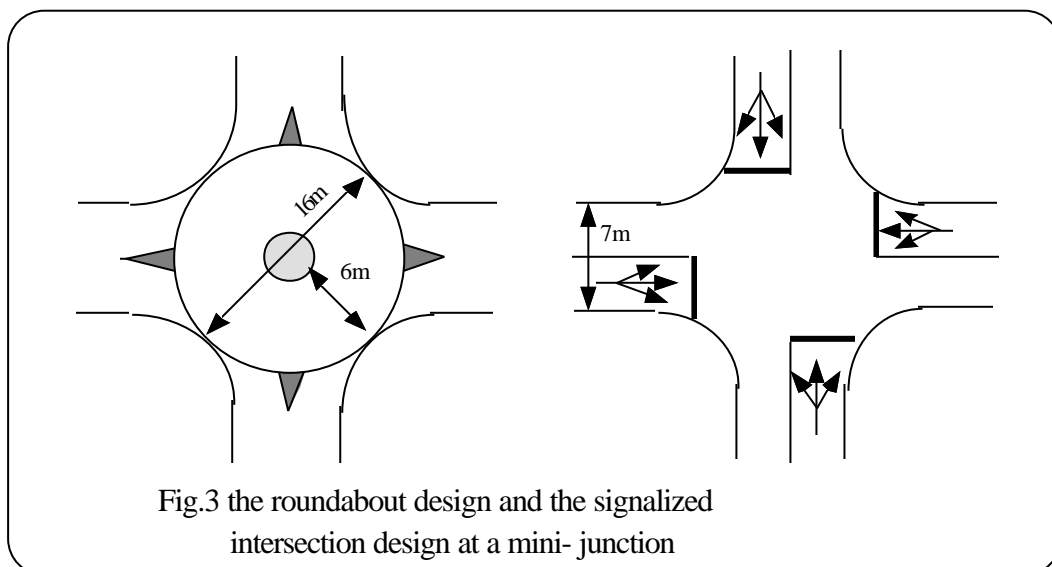 16m
6m
7m
Fig.3 the roundabout design and the signalized
intersection design at a mini- junction